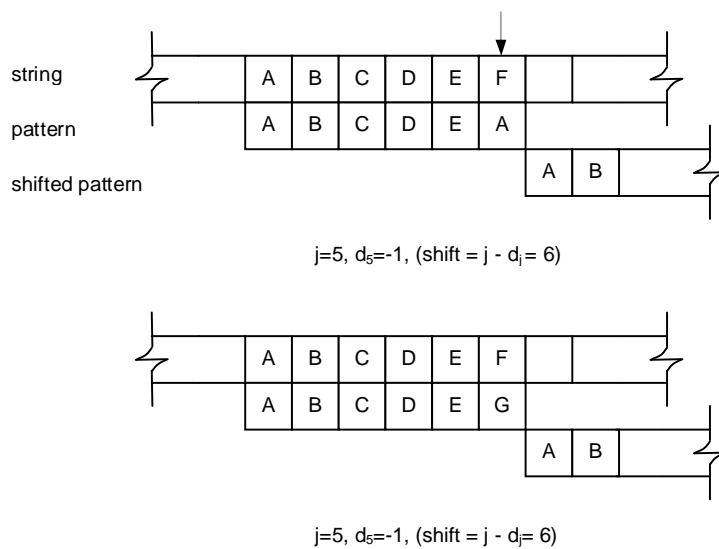 string A B C D E F
pattern A B C D E A
shifted pattern A B
j=5, d5=-1, (shift = j - dj = 6)
A B C D E F
A B C D E G
A B
j=5, d5=-1, (shift = j - dj = 6)